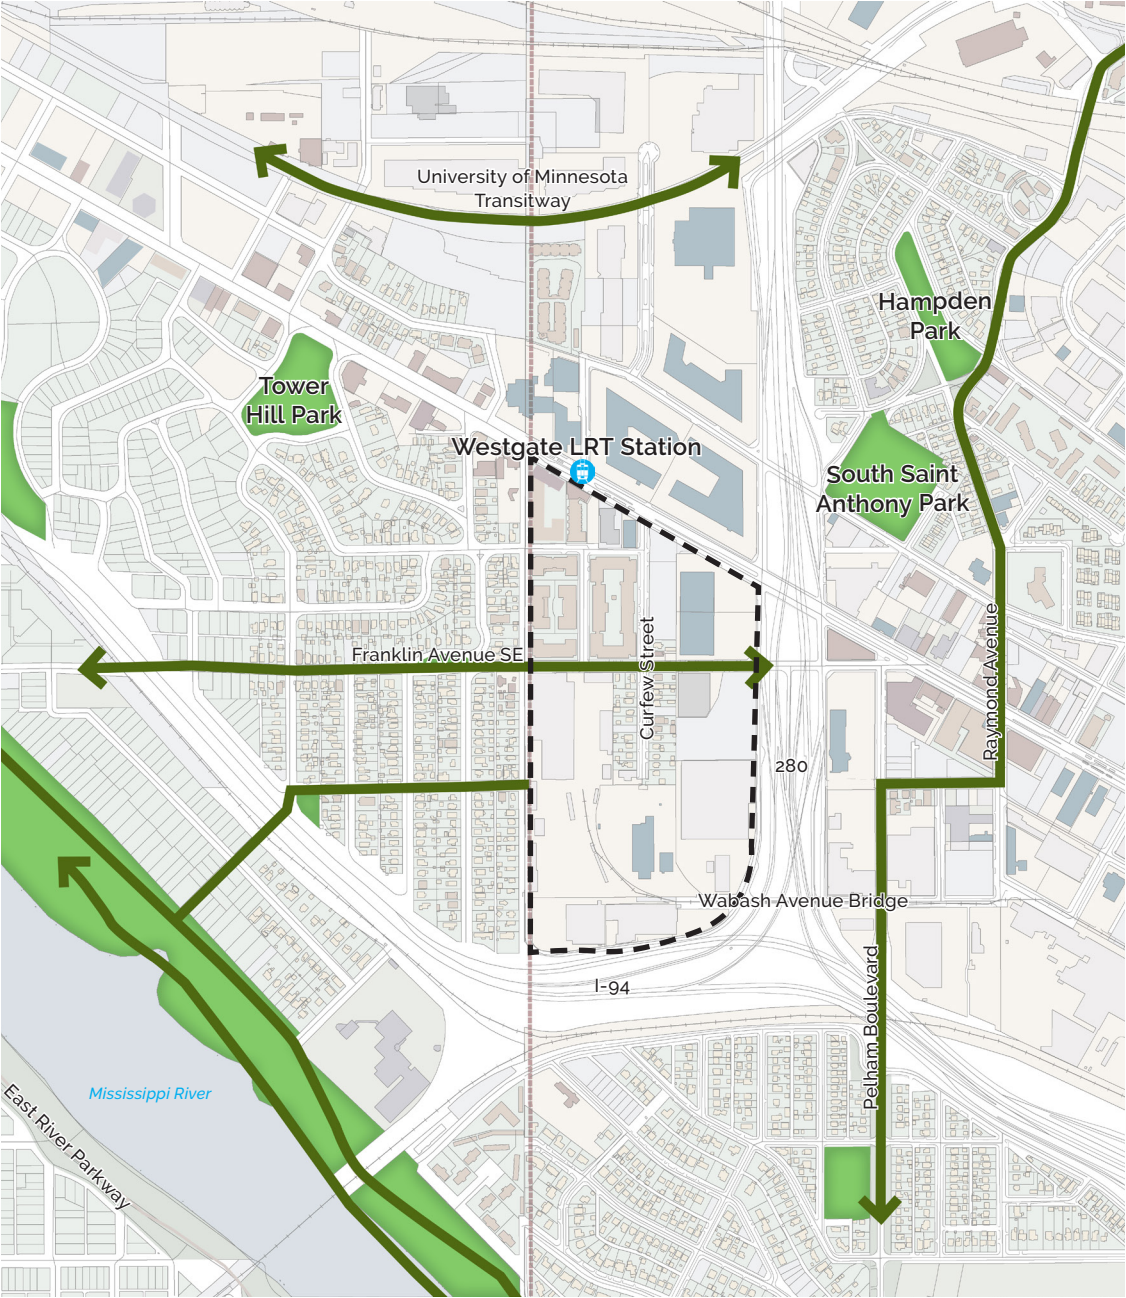 University of Minnesota
Transitway
Hampden
Park
Tower
Hill Park
Westgate LRT Station
South Saint
Anthony Park
Franklin Avenue SE
Curfew Street
Raymond Avenue
280
Wabash Avenue Bridge
I-94
Pelham Boulevard
Mississippi River
East River Parkway